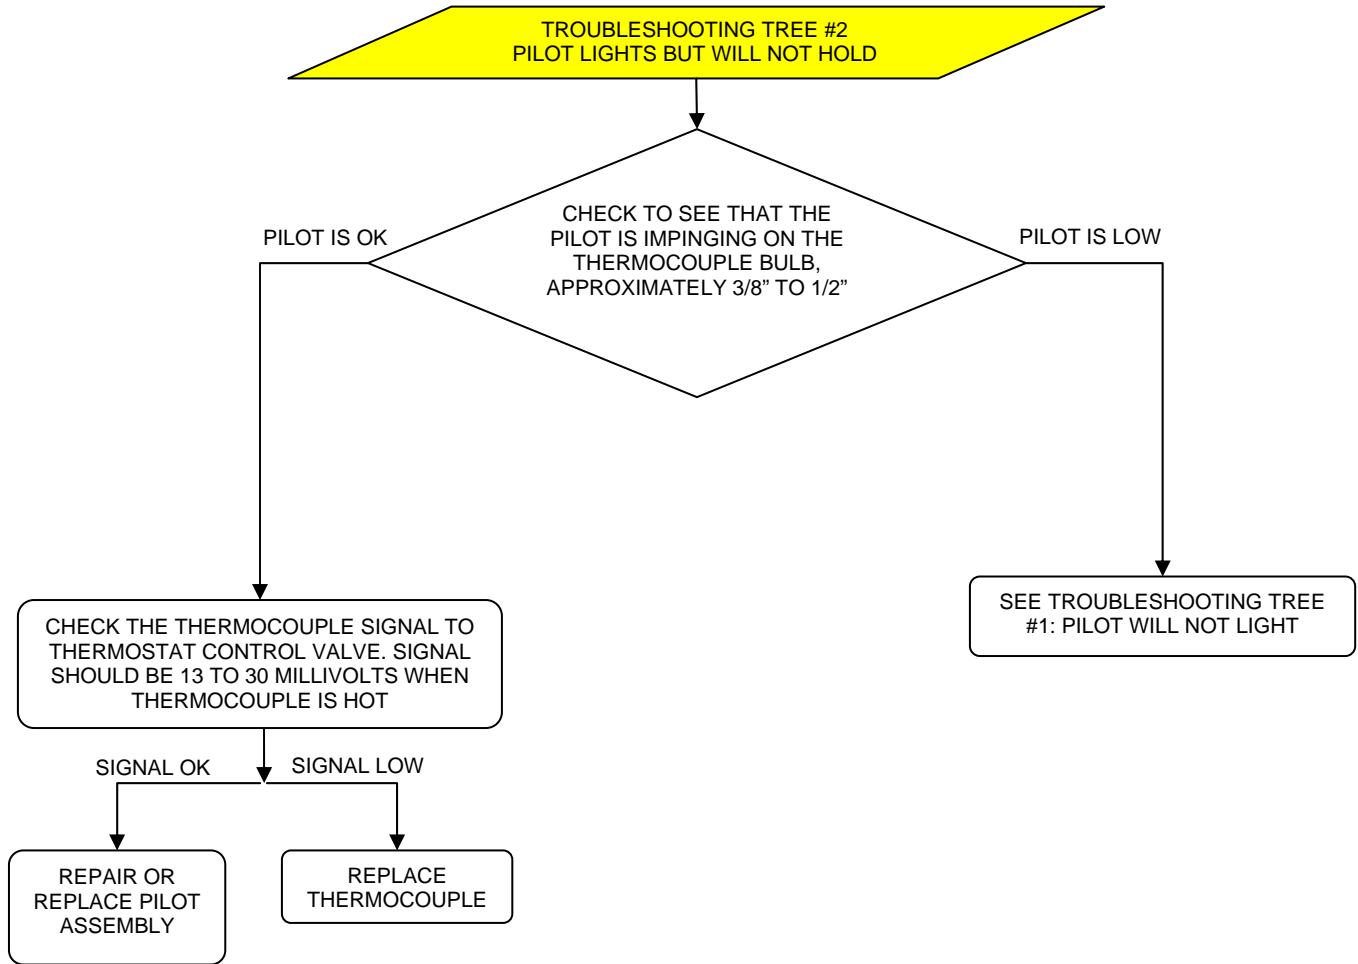 TROUBLESHOOTING TREE #2
PILOT LIGHTS BUT WILL NOT HOLD
CHECK TO SEE THAT THE
PILOT IS IMPINGING ON THE
THERMOCOUPLE BULB,
APPROXIMATELY 3/8” TO 1/2”
PILOT IS OK
PILOT IS LOW
CHECK THE THERMOCOUPLE SIGNAL TO
THERMOSTAT CONTROL VALVE. SIGNAL
SHOULD BE 13 TO 30 MILLIVOLTS WHEN
THERMOCOUPLE IS HOT
SEE TROUBLESHOOTING TREE
#1: PILOT WILL NOT LIGHT
SIGNAL OK
SIGNAL LOW
REPAIR OR
REPLACE PILOT
ASSEMBLY
REPLACE
THERMOCOUPLE